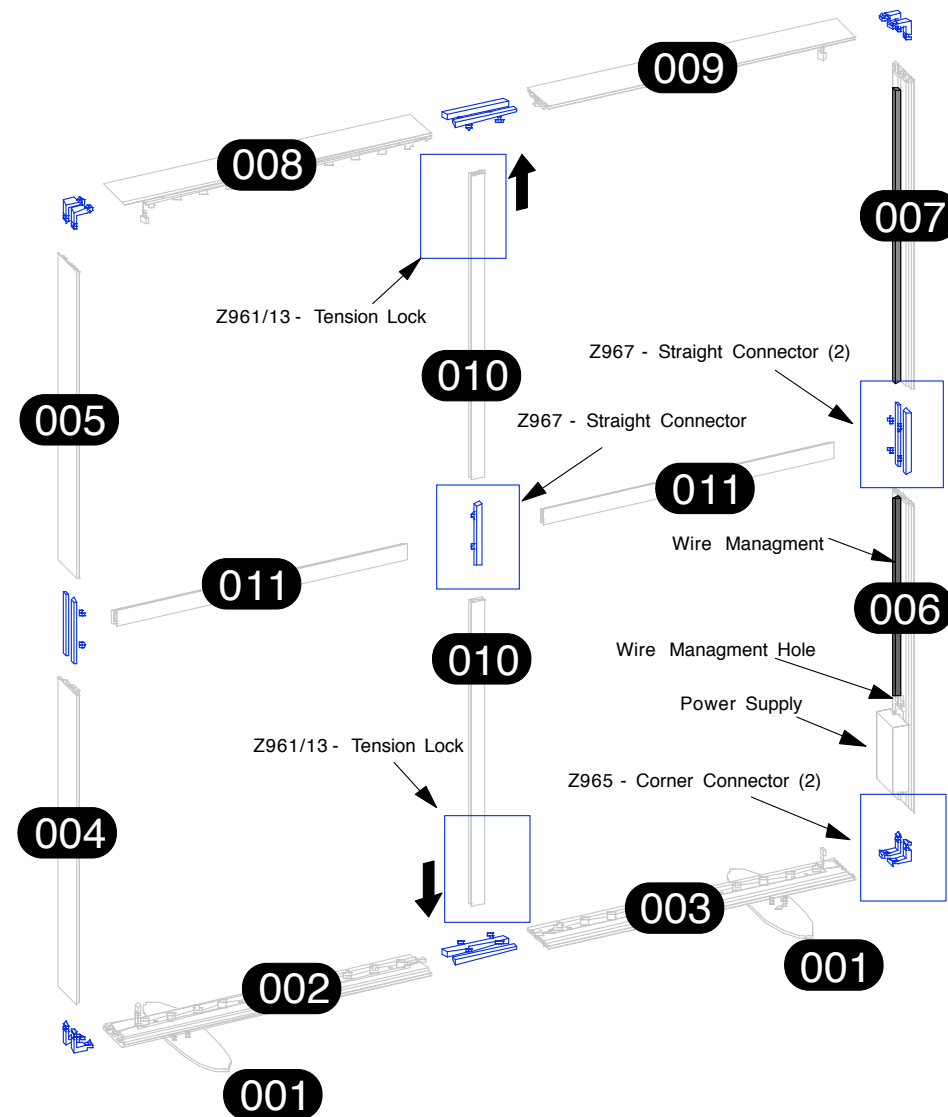 009
008
007
Z961/13 - Tension Lock
Z967 - Straight Connector (2)
010
005
Z967 - Straight Connector
011
Wire Managment
011
006
010
Wire Managment Hole
Power Supply
Z961/13 - Tension Lock
Z965 - Corner Connector (2)
004
003
001
002
001